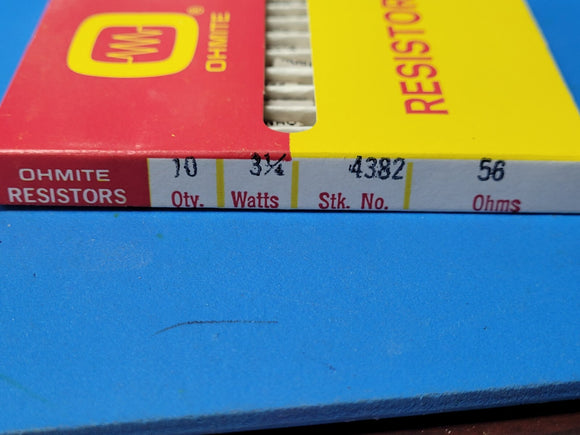 OHMITE
®
RESISTOR
OHMITE
RESISTORS
10
Qty.
3¼
Watts
4382
Stk. No.
56
Ohms